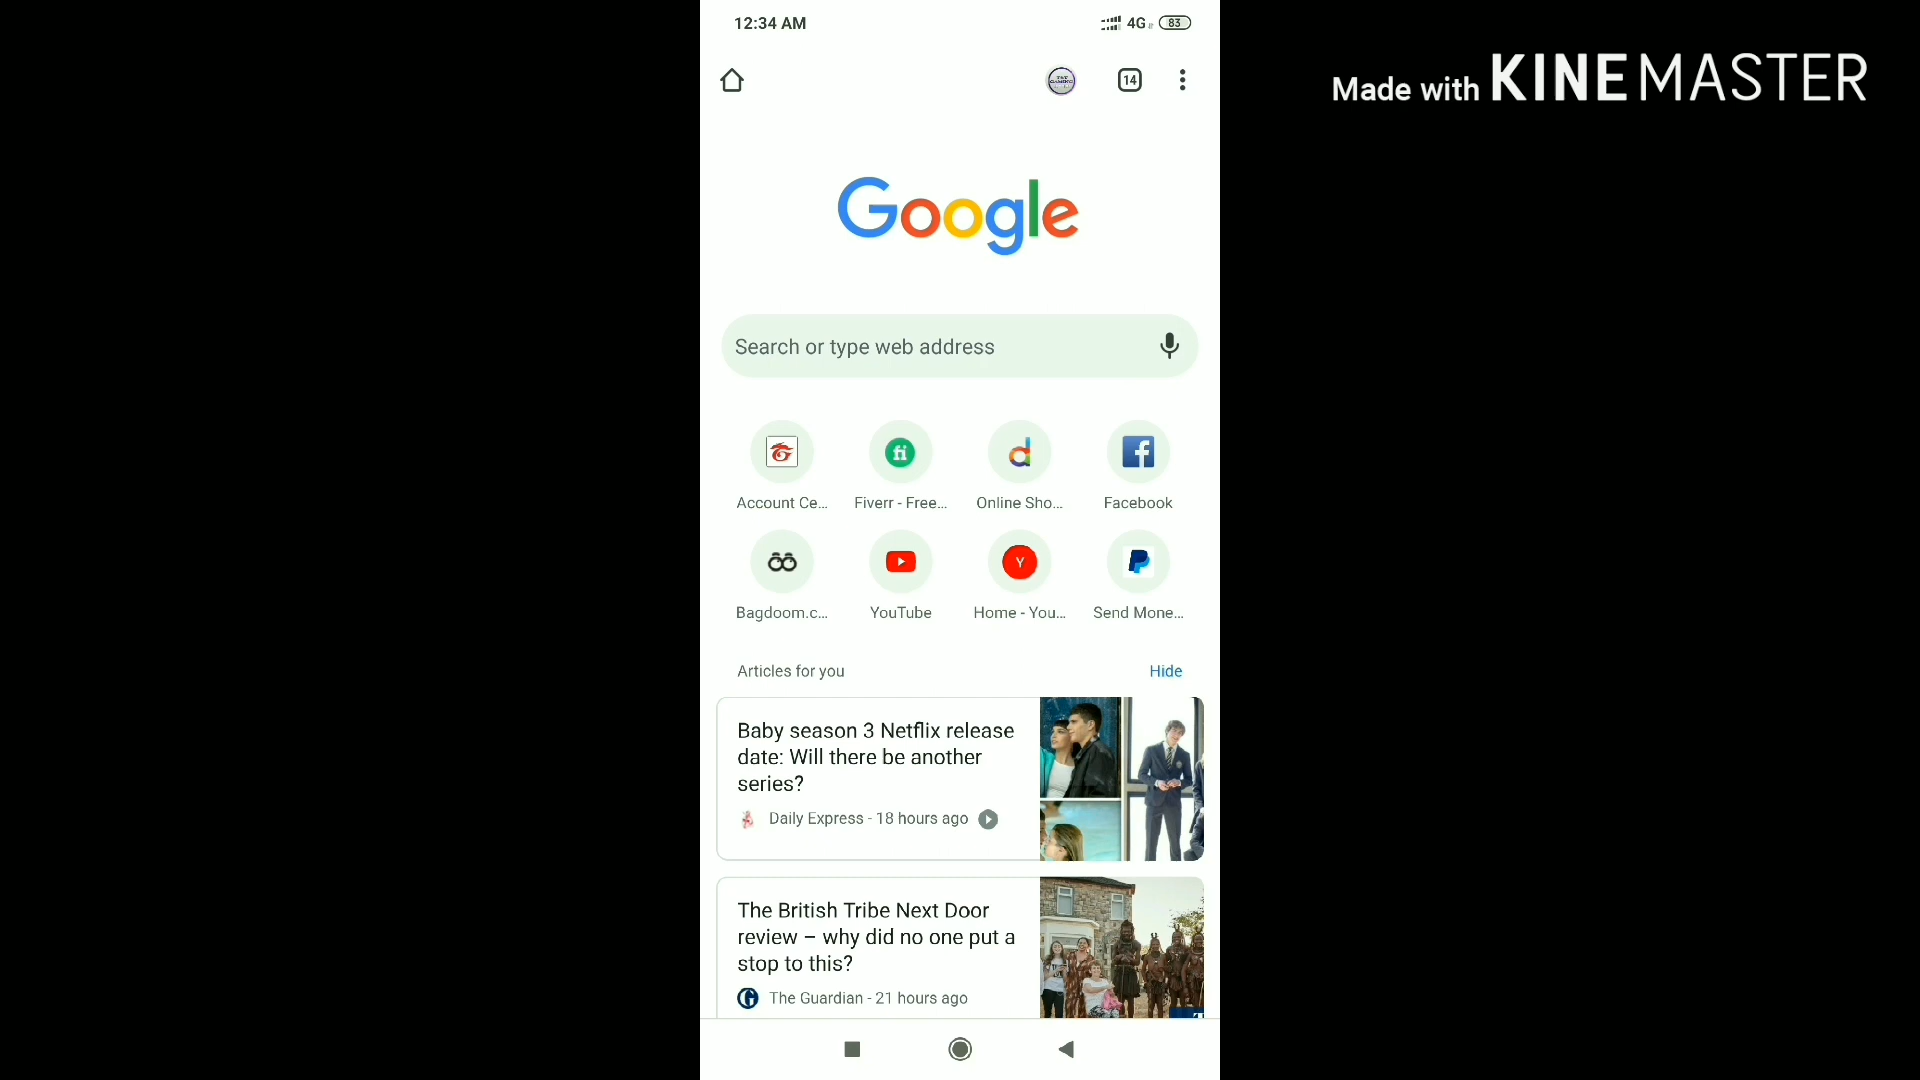 12:34 AM
4G
83
Made with KINEMASTER
14
Google
Search or type web address
Account Ce...
Fiverr - Free...
Online Sho...
Facebook
Y
Bagdoom.c...
YouTube
Home - You...
Send Mone...
Articles for you
Hide
Baby season 3 Netflix release
date: Will there be another
series?
Daily Express - 18 hours ago
The British Tribe Next Door
review – why did no one put a
stop to this?
The Guardian - 21 hours ago